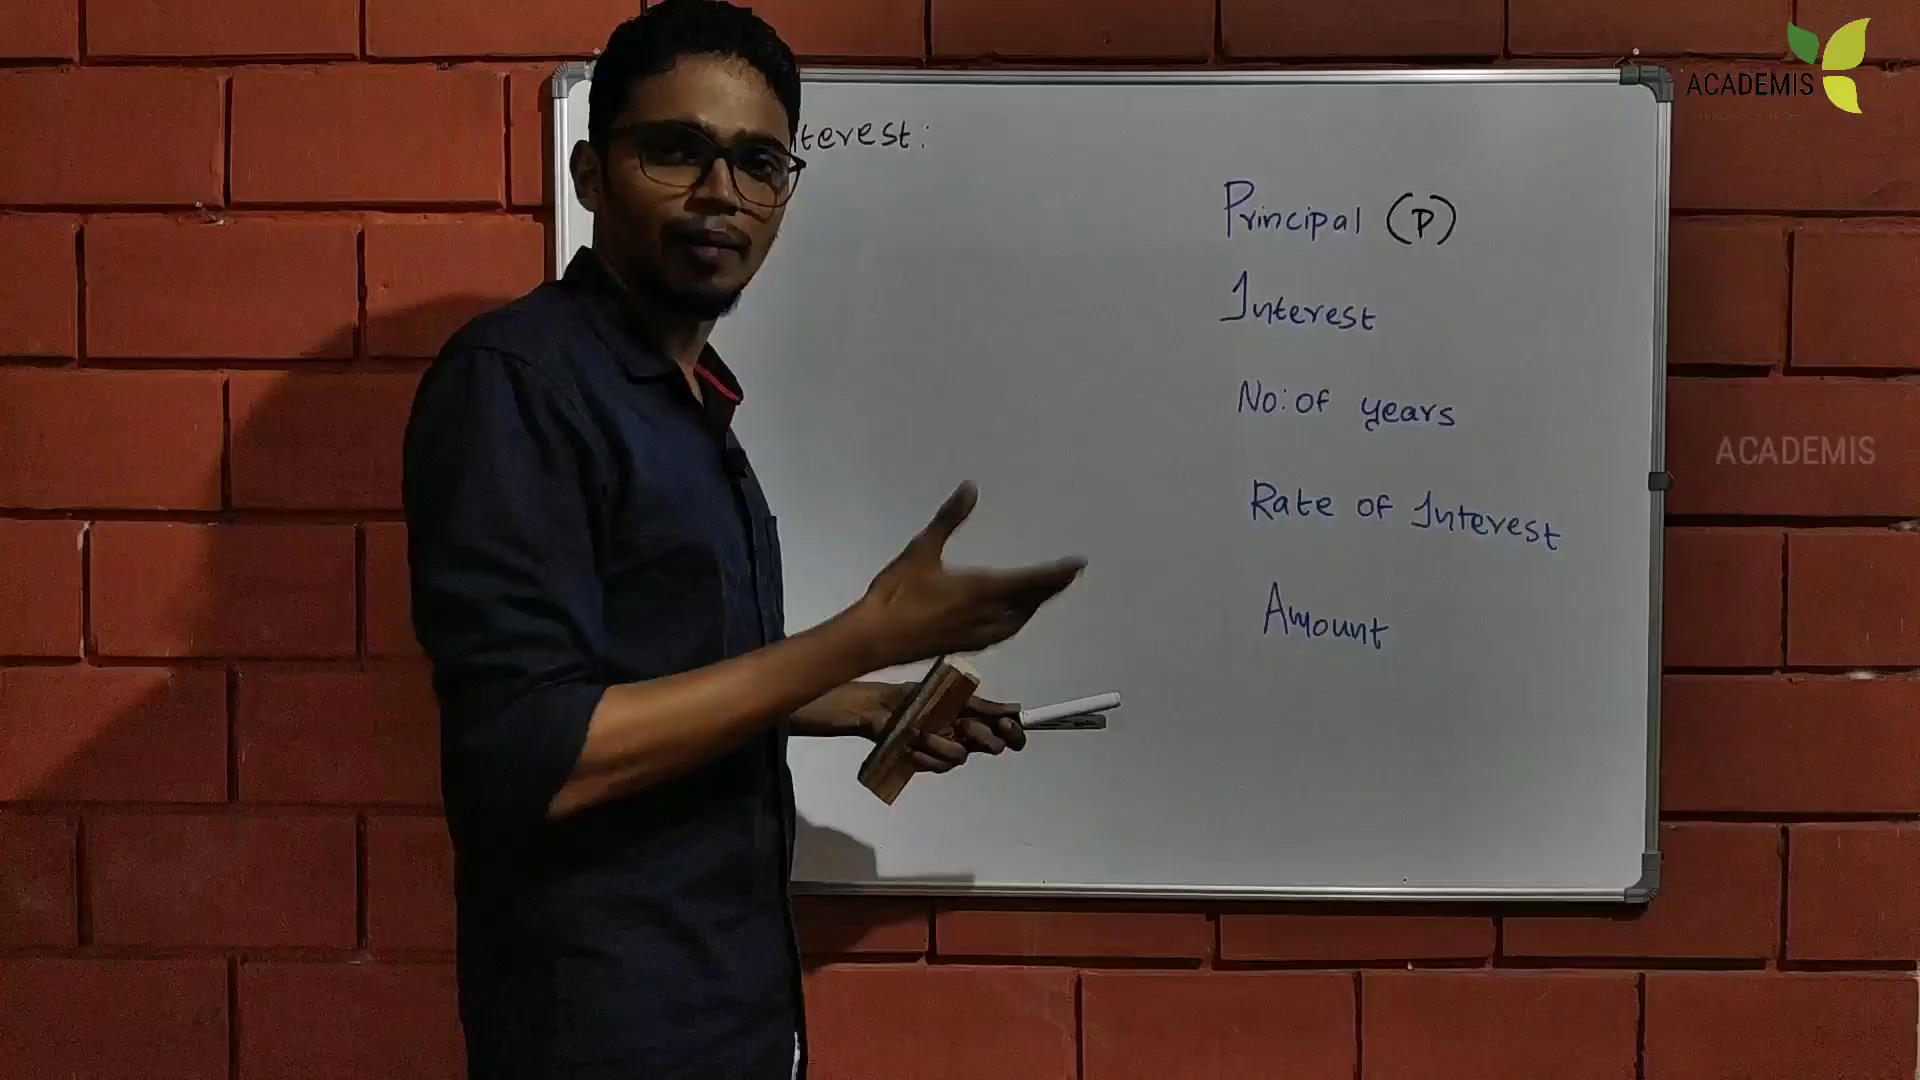 ACADEMIS
terest:
Principal (P)
Interest
No: of years
ACADEMIS
Rate of Interest
Amount